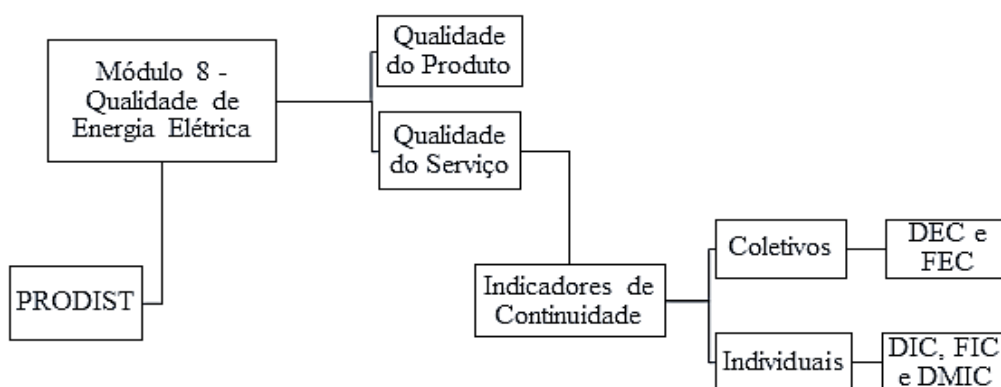 Módulo 8 -
Qualidade de
Energia Elétrica
Qualidade
do Produto
Qualidade
do Serviço
PRODIST
Indicadores de
Continuidade
Coletivos
DEC e
FEC
Individuais
DIC, FIC
e DMIC